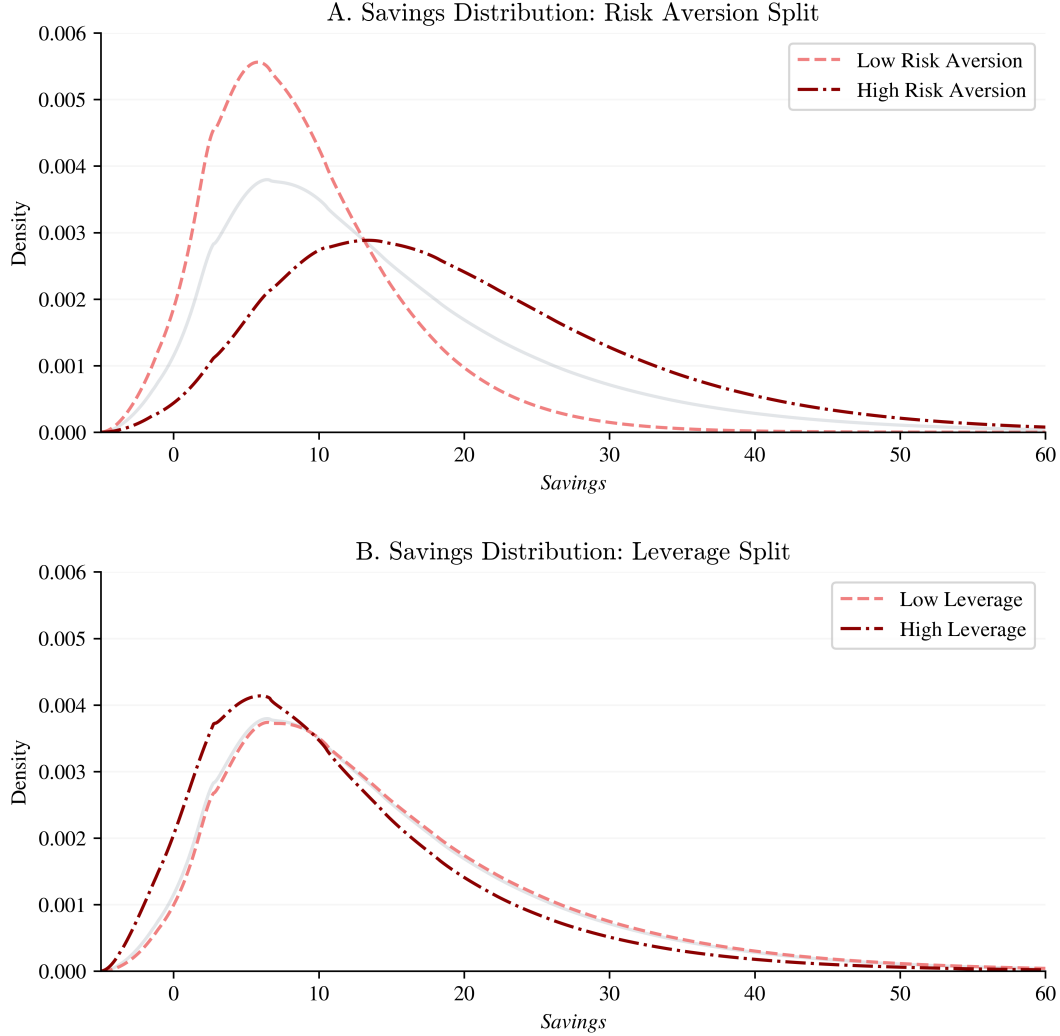 A. Savings Distribution: Risk Aversion Split
0.006
0.005
0.004
0.003
0.002
0.001
0.000
Density
Low Risk Aversion
High Risk Aversion
0 10 20 30 40 50 60
Savings
B. Savings Distribution: Leverage Split
0.006
0.005
0.004
0.003
0.002
0.001
0.000
Density
Low Leverage
High Leverage
0 10 20 30 40 50 60
Savings